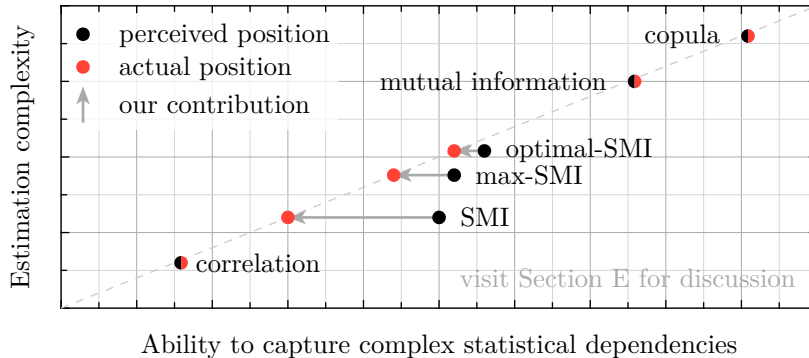 copula
perceived position
actual position
our contribution
mutual information
optimal-SMI
max-SMI
SMI
correlation
visit Section E for discussion
Estimation complexity
Ability to capture complex statistical dependencies